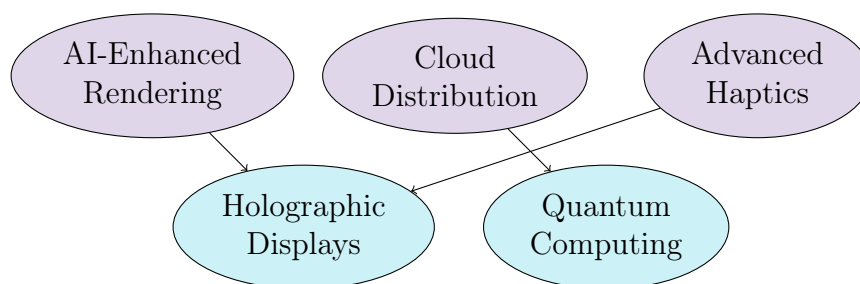 AI-Enhanced
Rendering
Cloud
Distribution
Advanced
Haptics
Holographic
Displays
Quantum
Computing